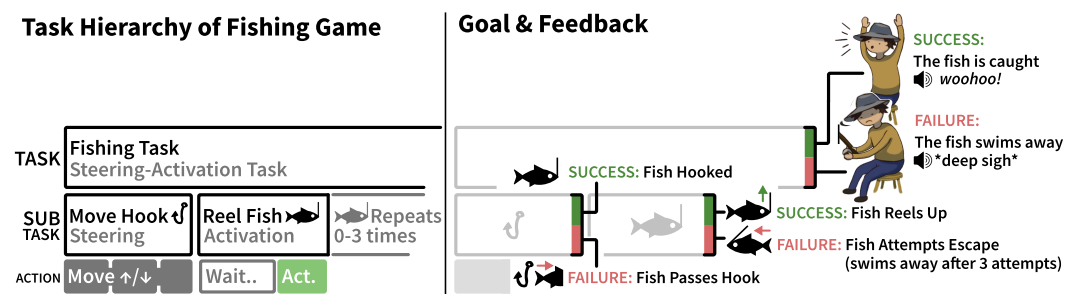 Task Hierarchy of Fishing Game
TASK
Fishing Task
Steering-Activation Task
SUB
TASK
Move Hook
Steering
Reel Fish
Activation
Repeats
0-3 times
ACTION
Move ↑/↓
Wait..
Act.
Goal & Feedback
SUCCESS:
The fish is caught
woohoo!
FAILURE:
The fish swims away
*deep sigh*
SUCCESS: Fish Hooked
SUCCESS: Fish Reels Up
FAILURE: Fish Attempts Escape
(swims away after 3 attempts)
FAILURE: Fish Passes Hook